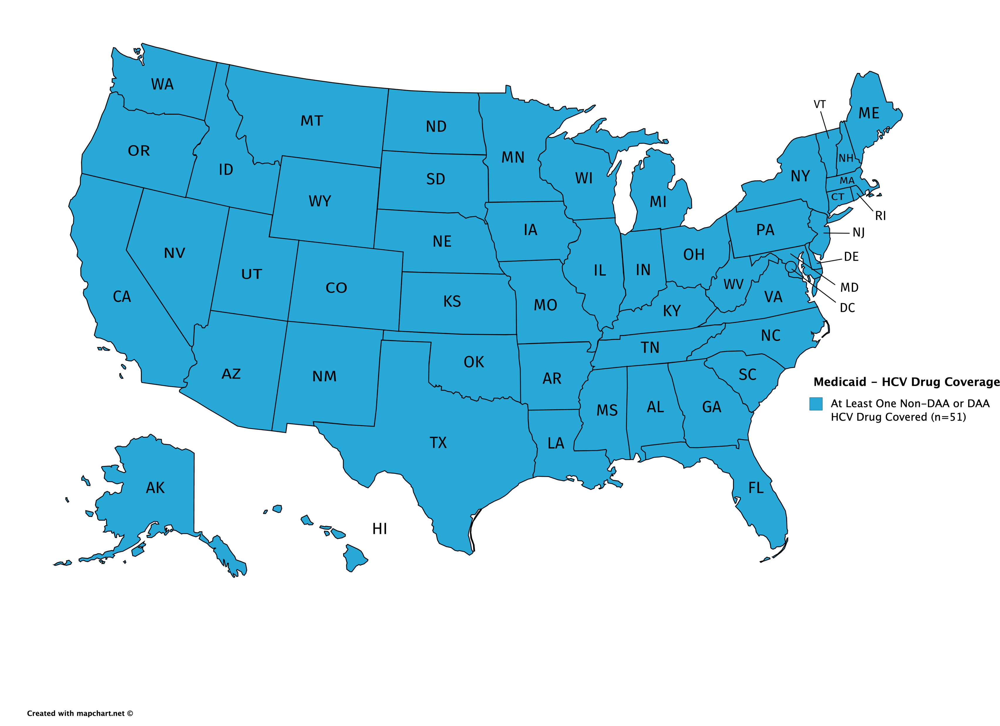 WA
VT
ME
MT
ND
OR
MN
NH
ID
SD
WI
NY
MA
CT
WY
MI
RI
IA
PA
NJ
NE
NV
OH
DE
UT
IL
IN
WV
MD
CO
CA
KS
MO
KY
VA
DC
NC
TN
OK
AZ
NM
AR
SC
Medicaid – HCV Drug Coverage
MS
AL
GA
At Least One Non–DAA or DAA
HCV Drug Covered (n=51)
TX
LA
AK
FL
HI
Created with mapchart.net ©